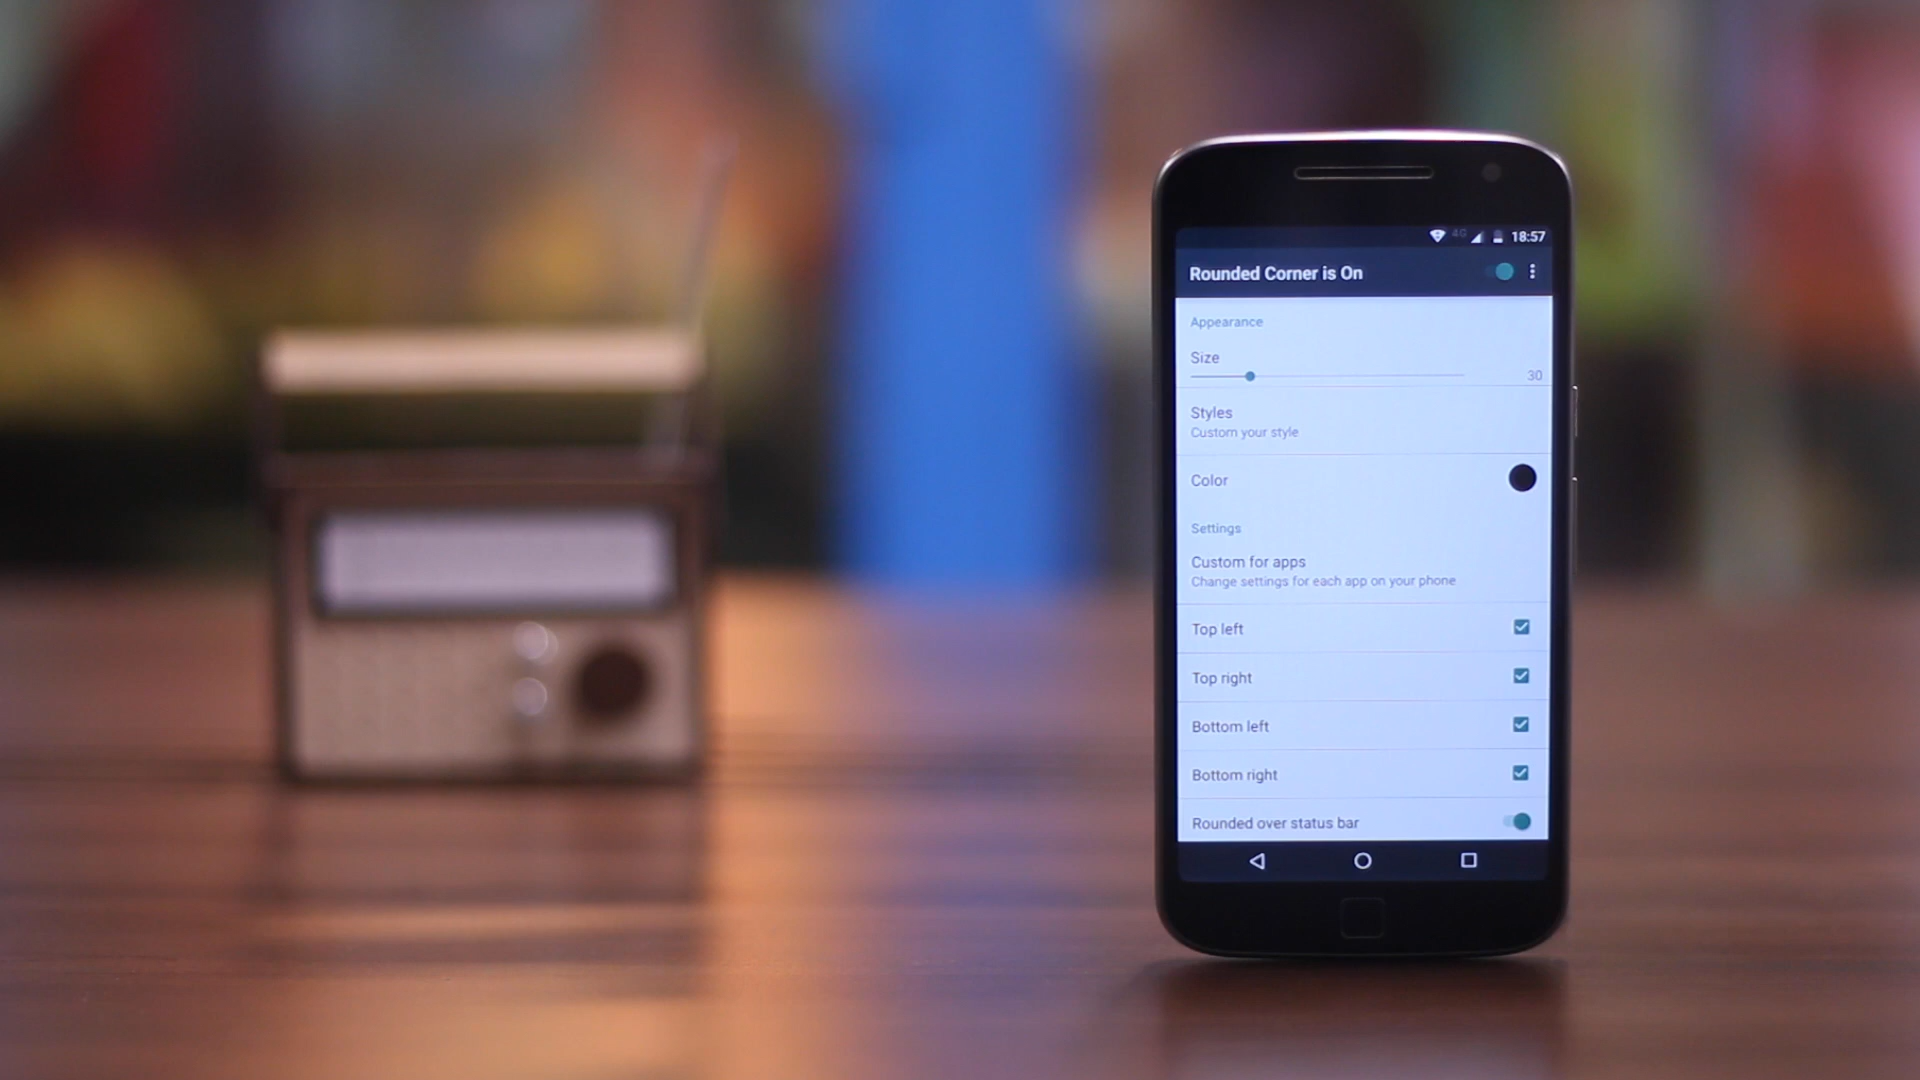 4G 18:57
Rounded Corner is On
Appearance
Size
30
Styles
Custom your style
Color
Settings
Custom for apps
Change settings for each app on your phone
Top left
Top right
Bottom left
Bottom right
Rounded over status bar